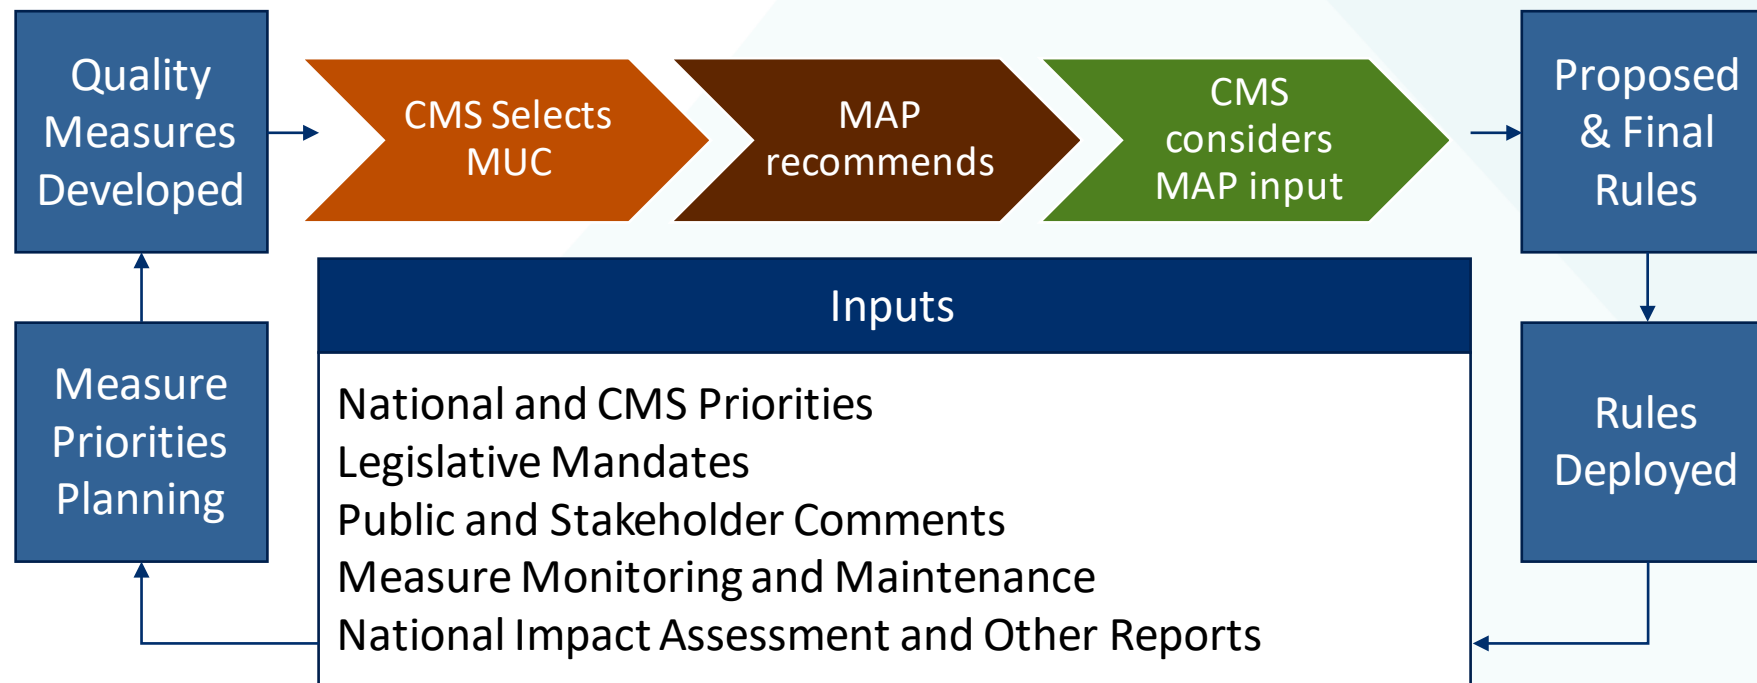 Quality
Measures
Developed
CMS Selects
MUC
MAP
recommends
CMS
considers
MAP input
Proposed
& Final
Rules
Inputs
National and CMS Priorities
Legislative Mandates
Public and Stakeholder Comments
Measure Monitoring and Maintenance
National Impact Assessment and Other Reports
Measure
Priorities
Planning
Rules
Deployed